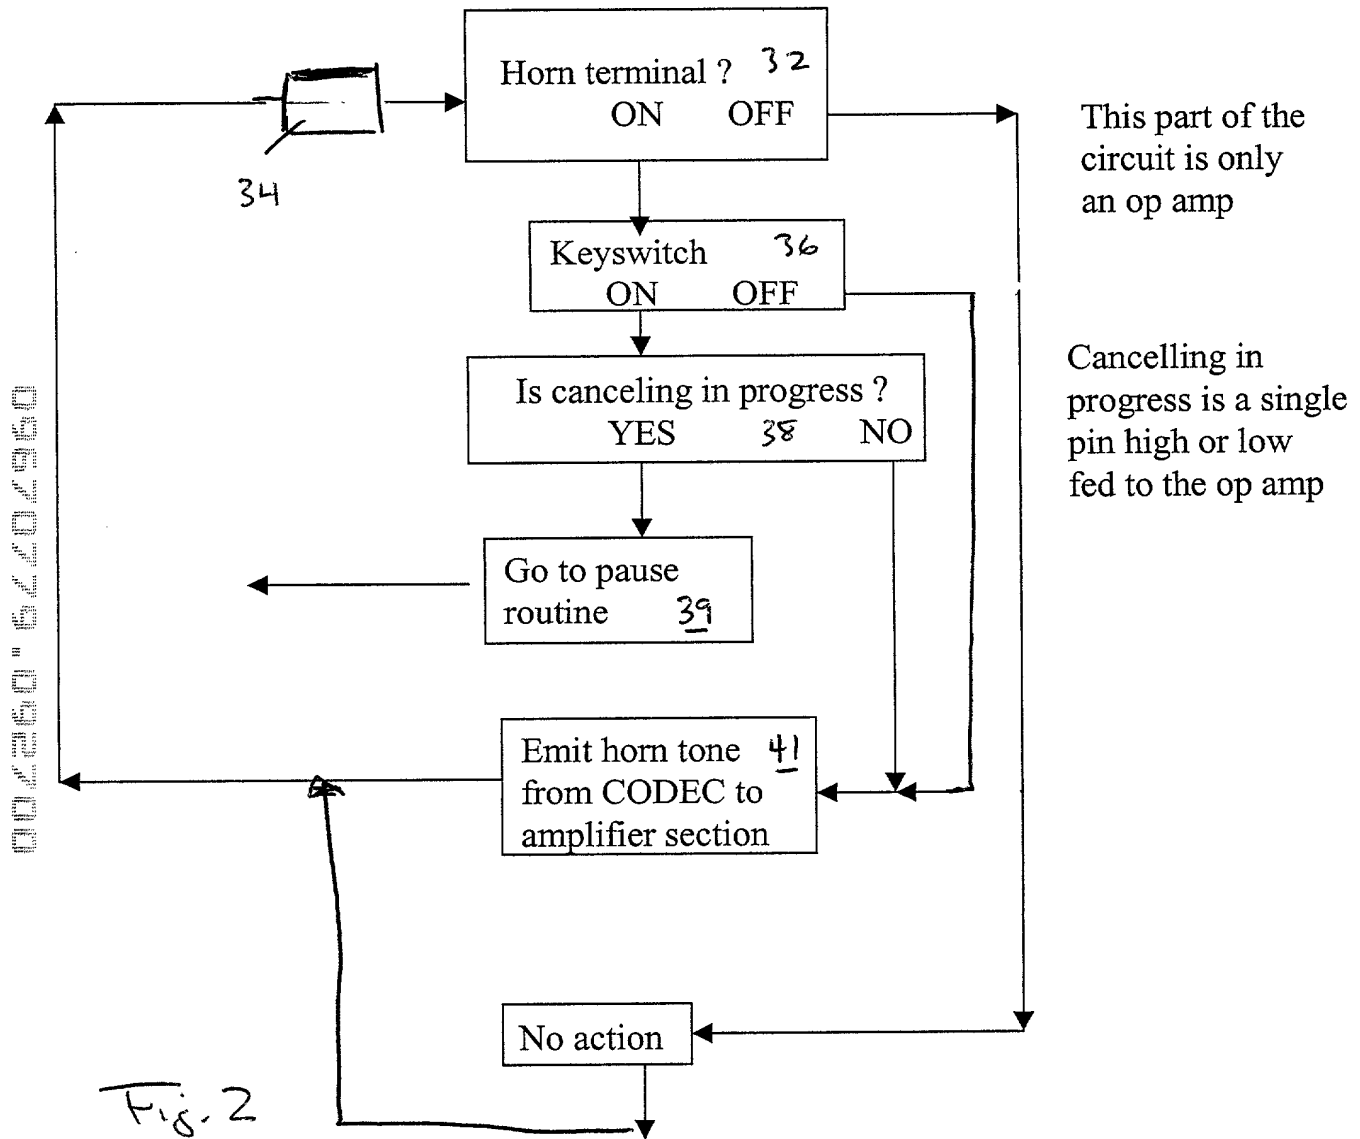 Horn terminal ? 32
ON OFF
34
This part of the
circuit is only
an op amp
Keyswitch 36
ON OFF
Is canceling in progress ?
YES 38 NO
Cancelling in
progress is a single
pin high or low
fed to the op amp
Go to pause
routine 39
Emit horn tone 41
from CODEC to
amplifier section
No action
Fig. 2